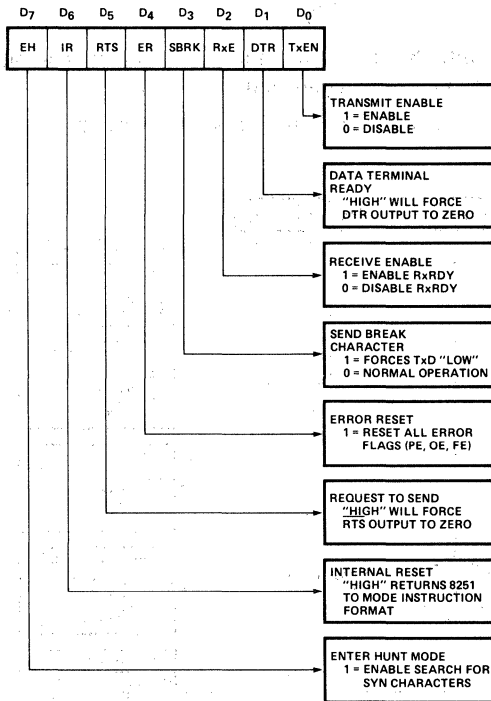 D7 D6 D5 D4 D3 D2 D1 D0
EH IR RTS ER SBRK RxE DTR TxEN
TRANSMIT ENABLE
1 = ENABLE
0 = DISABLE
DATA TERMINAL
READY
"HIGH" WILL FORCE
DTR OUTPUT TO ZERO
RECEIVE ENABLE
1 = ENABLE RxRDY
0 = DISABLE RxRDY
SEND BREAK
CHARACTER
1 = FORCES TxD "LOW"
0 = NORMAL OPERATION
ERROR RESET
1 = RESET ALL ERROR
FLAGS (PE, OE, FE)
REQUEST TO SEND
"HIGH" WILL FORCE
RTS OUTPUT TO ZERO
INTERNAL RESET
"HIGH" RETURNS 8251
TO MODE INSTRUCTION
FORMAT
ENTER HUNT MODE
1 = ENABLE SEARCH FOR
SYN CHARACTERS